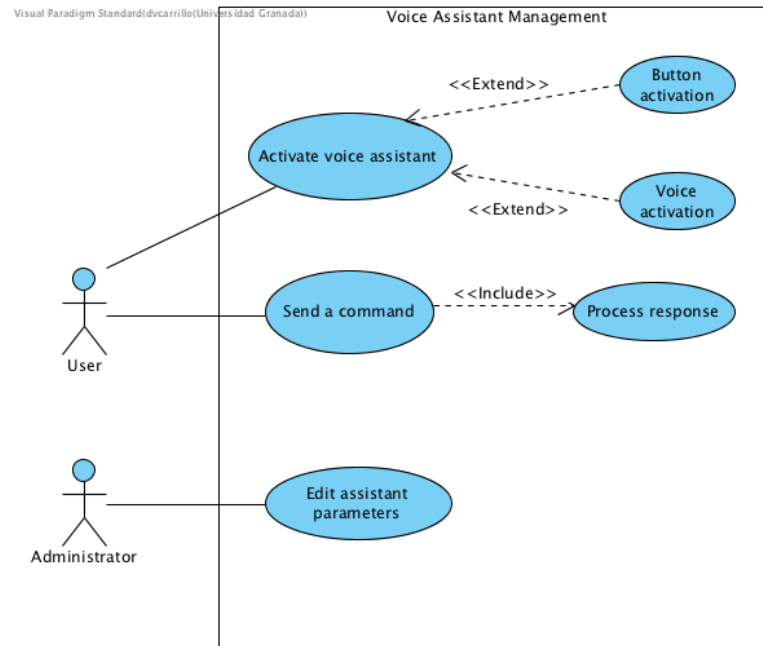 Visual Paradigm Standard(dvcarrillo(Universidad Granada))
Voice Assistant Management
<<Extend>>
Button
activation
Activate voice assistant
<<Extend>>
Voice
activation
Send a command
<<Include>>
Process response
User
Edit assistant
parameters
Administrator